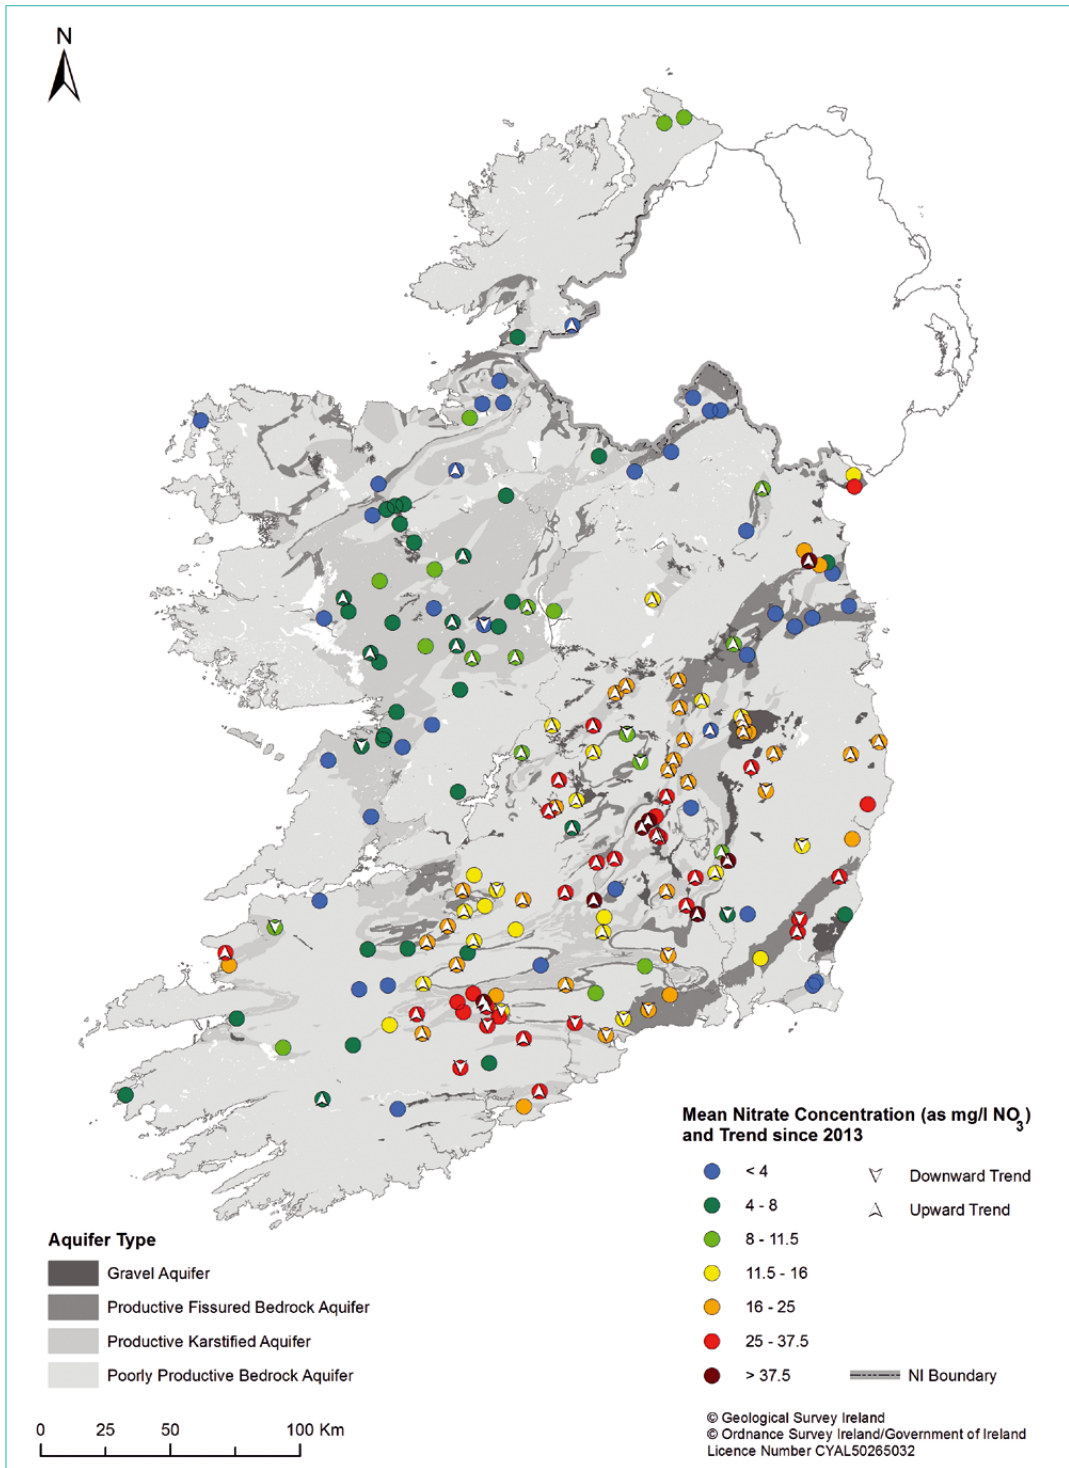 N
Mean Nitrate Concentration (as mg/l NO3)
and Trend since 2013
< 4
Downward Trend
4 - 8
Upward Trend
8 - 11.5
11.5 - 16
16 - 25
25 - 37.5
> 37.5
NI Boundary
Aquifer Type
Gravel Aquifer
Productive Fissured Bedrock Aquifer
Productive Karstified Aquifer
Poorly Productive Bedrock Aquifer
0 25 50 100 Km
© Geological Survey Ireland
© Ordnance Survey Ireland/Government of Ireland
Licence Number CYAL50265032